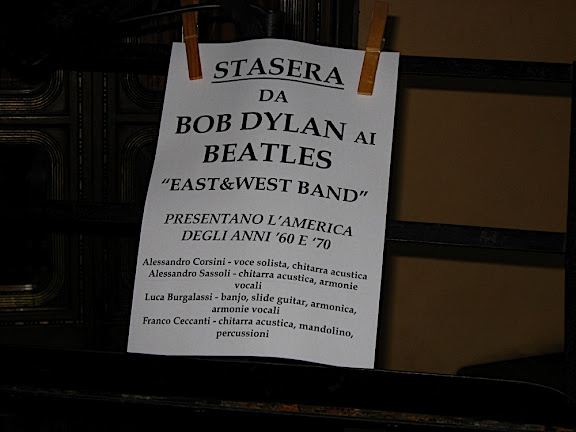 STASERA
DA
BOB DYLAN AI
BEATLES
“EAST&WEST BAND”
PRESENTANO L’AMERICA
DEGLI ANNI ’60 E ‘70
Alessandro Corsini - voce solista, chitarra acustica
Alessandro Sassoli - chitarra acustica, armonie
vocali
Luca Burgalassi - banjo, slide guitar, armonica,
armonie vocali
Franco Ceccanti - chitarra acustica, mandolino,
percussioni